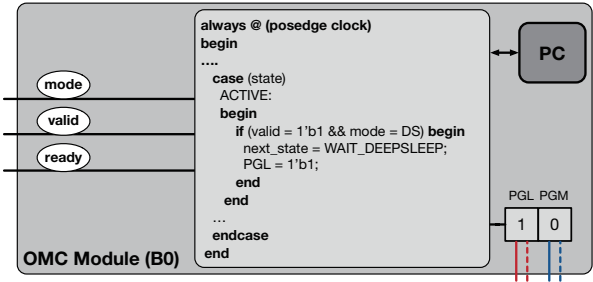 always @ (posedge clock)
begin
....
case (state)
ACTIVE:
begin
if (valid = 1'b1 && mode = DS) begin
next_state = WAIT_DEEPSLEEP;
PGL = 1'b1;
end
end
...
endcase
end
mode
valid
ready
PC
PGL PGM
1 0
OMC Module (B0)